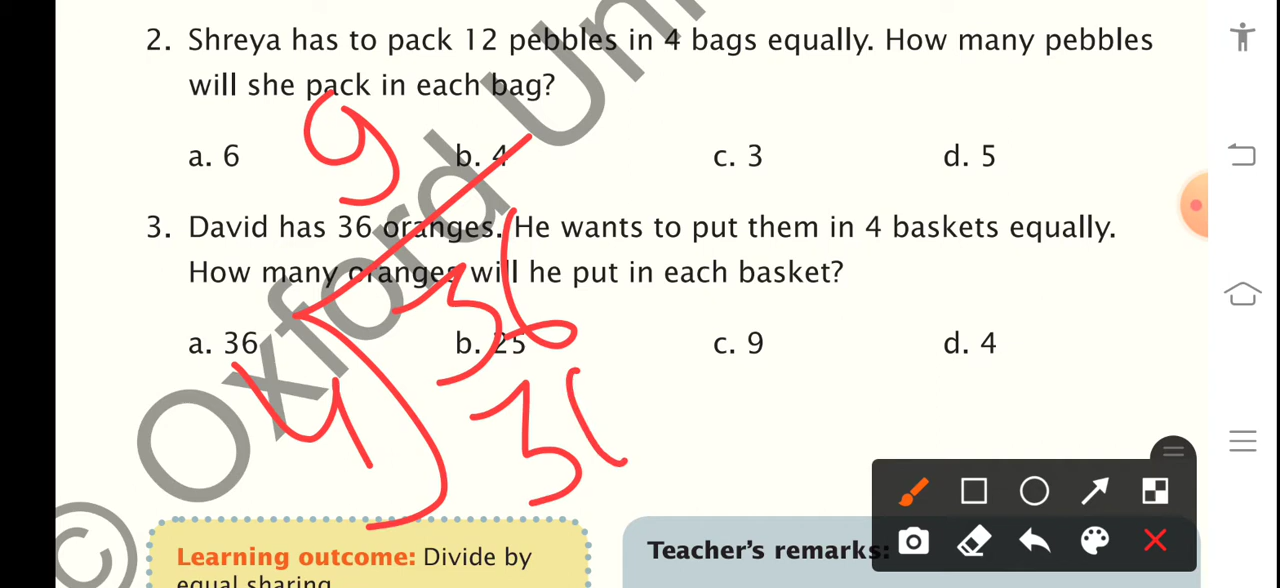 2. Shreya has to pack 12 pebbles in 4 bags equally. How many pebbles
will she pack in each bag?
9
a. 6 b. 4 c. 3 d. 5
3. David has 36 oranges. He wants to put them in 4 baskets equally.
How many oranges will he put in each basket?
36
a. 36 b. 25 c. 9 d. 4
4
Learning outcome: Divide by
equal sharing
Teacher's remarks:
© Oxford Uni